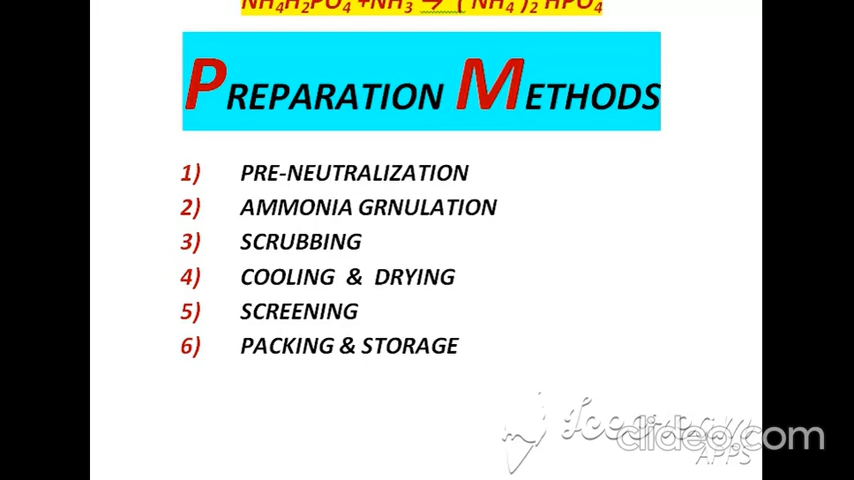 NH₄H₂PO₄ +NH₃ → ( NH₄ )₂ HPO₄
PREPARATION METHODS
1) PRE-NEUTRALIZATION
2) AMMONIA GRNULATION
3) SCRUBBING
4) COOLING & DRYING
5) SCREENING
6) PACKING & STORAGE
clideo.com
APPS